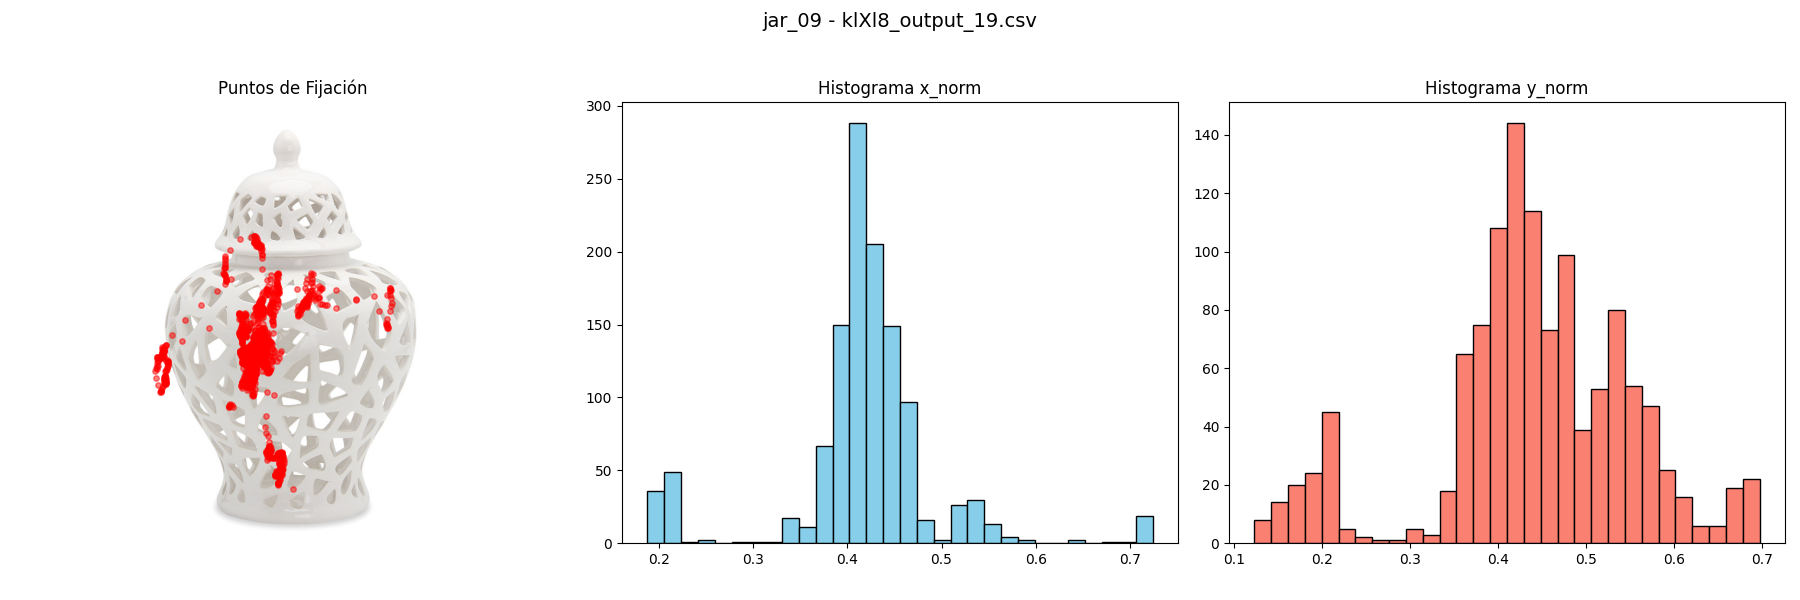 jar_09 - klXl8_output_19.csv
Puntos de Fijación
Histograma x_norm
Histograma y_norm
300
250
200
150
100
50
0
0.2 0.3 0.4 0.5 0.6 0.7
140
120
100
80
60
40
20
0
0.1 0.2 0.3 0.4 0.5 0.6 0.7